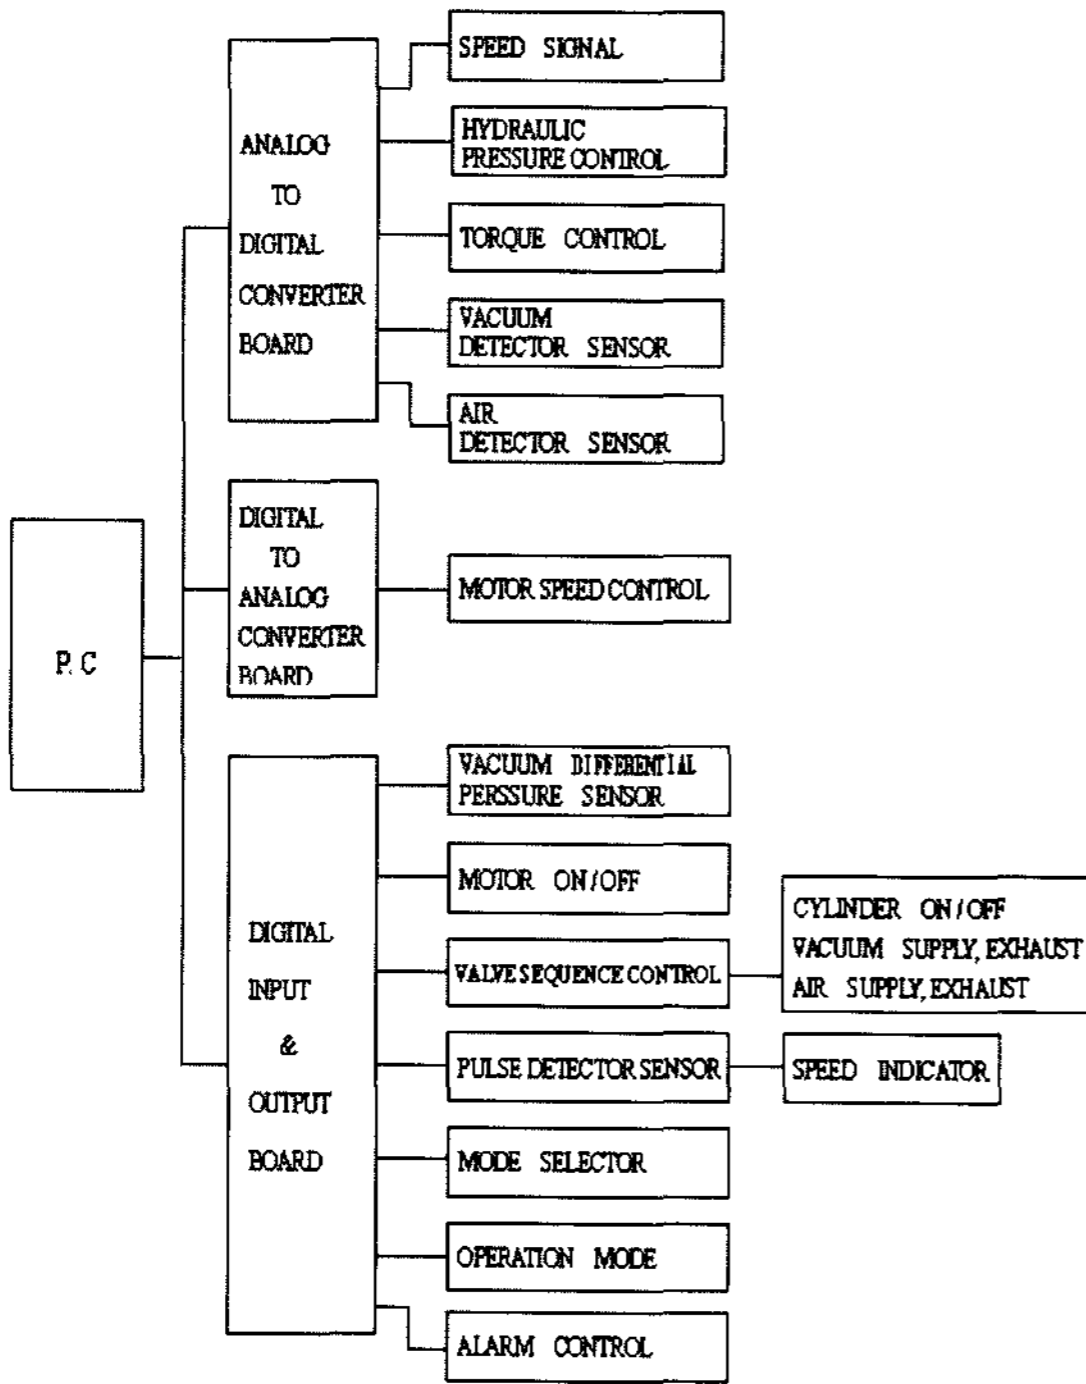 SPEED SIGNAL
HYDRAULIC
PRESSURE CONTROL
ANALOG
TO
DIGITAL
CONVERTER
BOARD
TORQUE CONTROL
VACUUM
DETECTOR SENSOR
AIR
DETECTOR SENSOR
P.C
DIGITAL
TO
ANALOG
CONVERTER
BOARD
MOTOR SPEED CONTROL
VACUUM DIFFERENTIAL
PERSSURE SENSOR
MOTOR ON/OFF
DIGITAL
INPUT
&
OUTPUT
BOARD
VALVE SEQUENCE CONTROL
CYLINDER ON/OFF
VACUUM SUPPLY, EXHAUST
AIR SUPPLY, EXHAUST
PULSE DETECTOR SENSOR
SPEED INDICATOR
MODE SELECTOR
OPERATION MODE
ALARM CONTROL